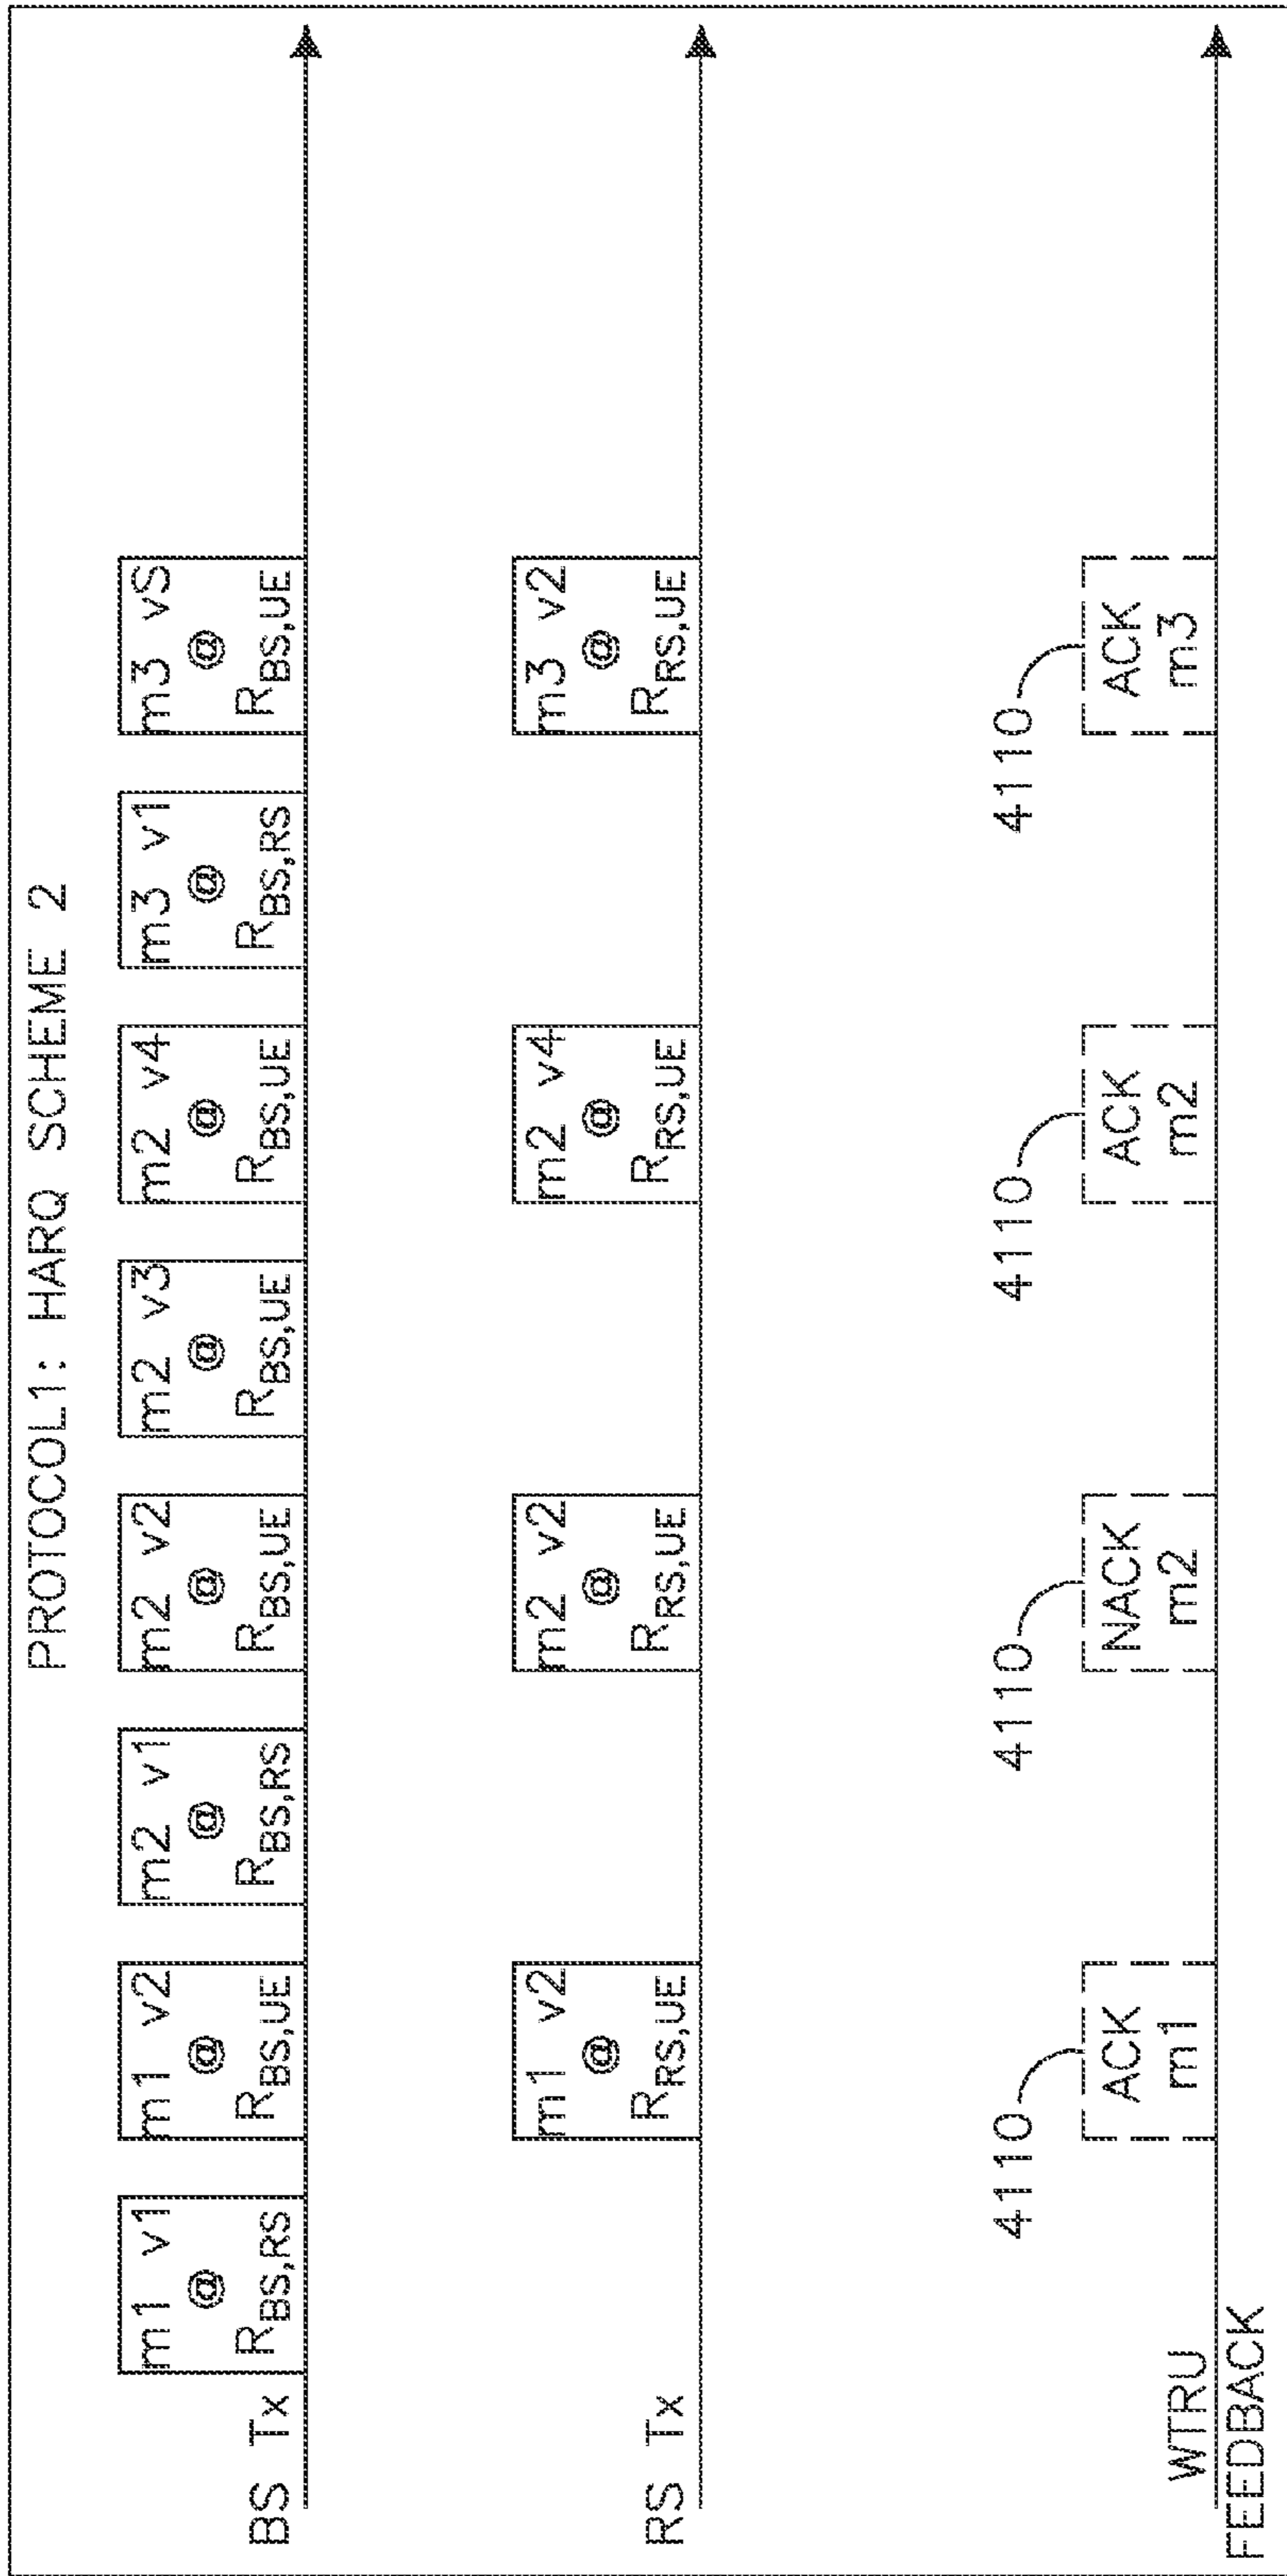 PROTOCOL1: HARQ SCHEME 2
BS Tx
m1 v1
@
RBS,RS
m1 v2
@
RBS,UE
m2 v1
@
RBS,RS
m2 v2
@
RBS,UE
m2 v3
@
RBS,UE
m2 v4
@
RBS,UE
m3 v1
@
RBS,RS
m3 vS
@
RBS,UE
RS Tx
m1 v2
@
RRS,UE
m2 v2
@
RRS,UE
m2 v4
@
RRS,UE
m3 v2
@
RRS,UE
WTRU
FEEDBACK
4110
ACK
m1
4110
NACK
m2
4110
ACK
m2
4110
ACK
m3